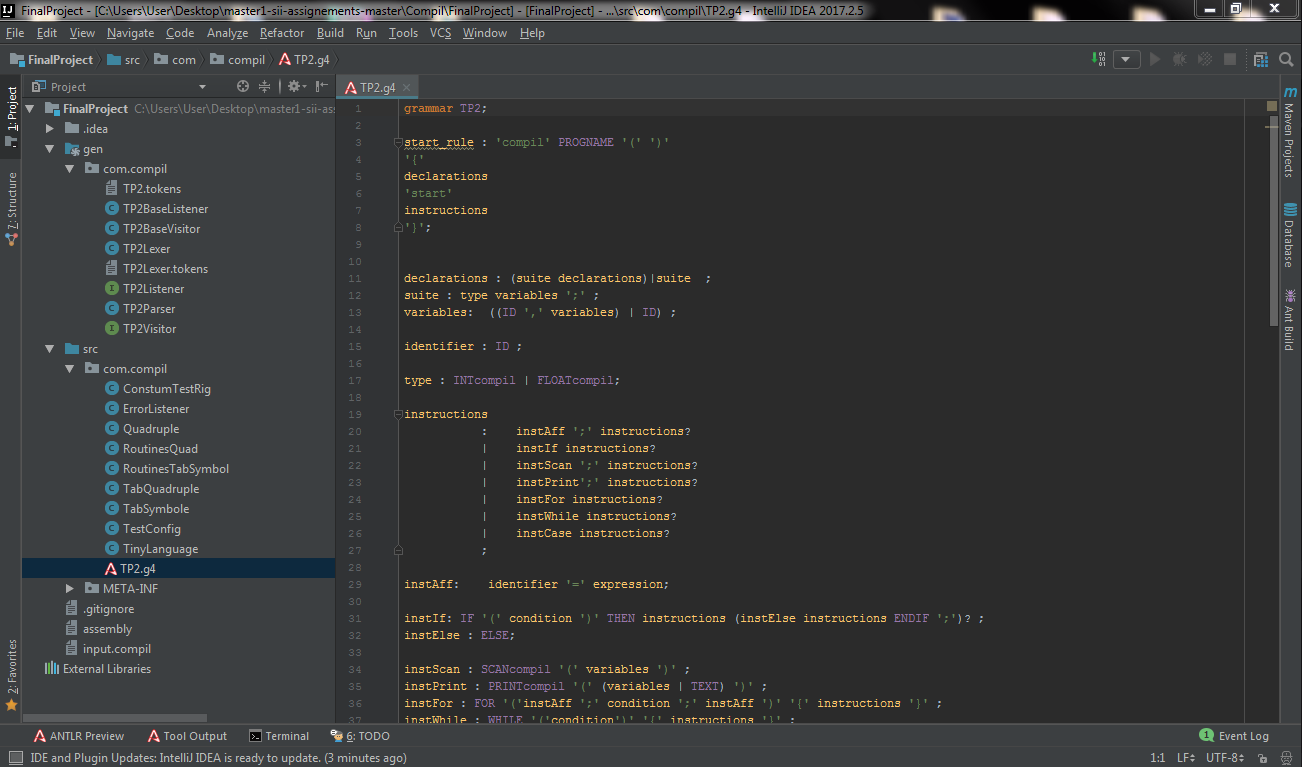 FinalProject - [C:\Users\User\Desktop\master1-sii-assignements-master\Compil\FinalProject] - [FinalProject] - ...\src\com\compil\TP2.g4 - IntelliJ IDEA 2017.2.5
File Edit View Navigate Code Analyze Refactor Build Run Tools VCS Window Help
FinalProject src com compil TP2.g4
Project
TP2.g4
1: Project
7: Structure
2: Favorites
FinalProject C:\Users\User\Desktop\master1-sii-as
.idea
gen
com.compil
TP2.tokens
TP2BaseListener
TP2BaseVisitor
TP2Lexer
TP2Lexer.tokens
TP2Listener
TP2Parser
TP2Visitor
src
com.compil
ConstumTestRig
ErrorListener
Quadruple
RoutinesQuad
RoutinesTabSymbol
TabQuadruple
TabSymbole
TestConfig
TinyLanguage
TP2.g4
META-INF
.gitignore
assembly
input.compil
External Libraries
1 grammar TP2;
2
3 start_rule : 'compil' PROGNAME '(' ')'
4 '{'
5 declarations
6 'start'
7 instructions
8 '}';
9
10
11 declarations : (suite declarations)|suite  ;
12 suite : type variables ';' ;
13 variables:  ((ID ',' variables) | ID) ;
14
15 identifier : ID ;
16
17 type : INTcompil | FLOATcompil;
18
19 instructions
20 :    instAff ';' instructions?
21 |    instIf instructions?
22 |    instScan ';' instructions?
23 |    instPrint';' instructions?
24 |    instFor instructions?
25 |    instWhile instructions?
26 |    instCase instructions?
27 ;
28
29 instAff:    identifier '=' expression;
30
31 instIf: IF '(' condition ')' THEN instructions (instElse instructions ENDIF ';')? ;
32 instElse : ELSE;
33
34 instScan : SCANcompil '(' variables ')' ;
35 instPrint : PRINTcompil '(' (variables | TEXT) ')' ;
36 instFor : FOR '('instAff ';' condition ';' instAff ')' '{' instructions '}' ;
37 instWhile : WHILE '('condition')' '{' instructions '}' ;
Maven Projects
Database
Ant Build
ANTLR Preview Tool Output Terminal 6: TODO 1 Event Log
IDE and Plugin Updates: IntelliJ IDEA is ready to update. (3 minutes ago) 1:1 LF UTF-8